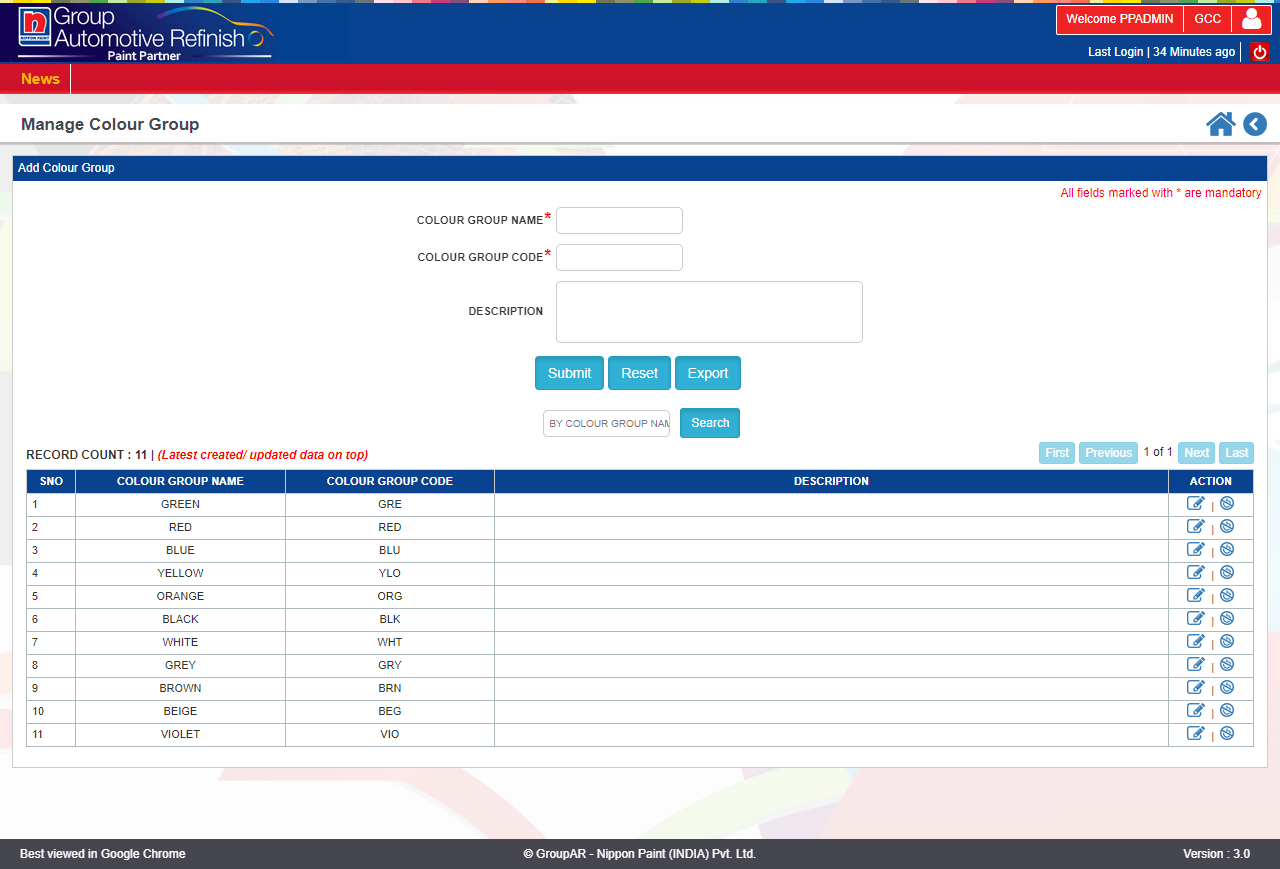 n
NIPPON PAINT
Group
Automotive Refinish
Paint Partner
Welcome PPADMIN GCC
Last Login | 34 Minutes ago
News
Manage Colour Group
Add Colour Group
All fields marked with * are mandatory
COLOUR GROUP NAME*
COLOUR GROUP CODE*
DESCRIPTION
Submit Reset Export
BY COLOUR GROUP NAM Search
RECORD COUNT : 11 | (Latest created/ updated data on top) First Previous 1 of 1 Next Last
SNO COLOUR GROUP NAME COLOUR GROUP CODE DESCRIPTION ACTION
1 GREEN GRE |
2 RED RED |
3 BLUE BLU |
4 YELLOW YLO |
5 ORANGE ORG |
6 BLACK BLK |
7 WHITE WHT |
8 GREY GRY |
9 BROWN BRN |
10 BEIGE BEG |
11 VIOLET VIO |
Best viewed in Google Chrome © GroupAR - Nippon Paint (INDIA) Pvt. Ltd. Version : 3.0